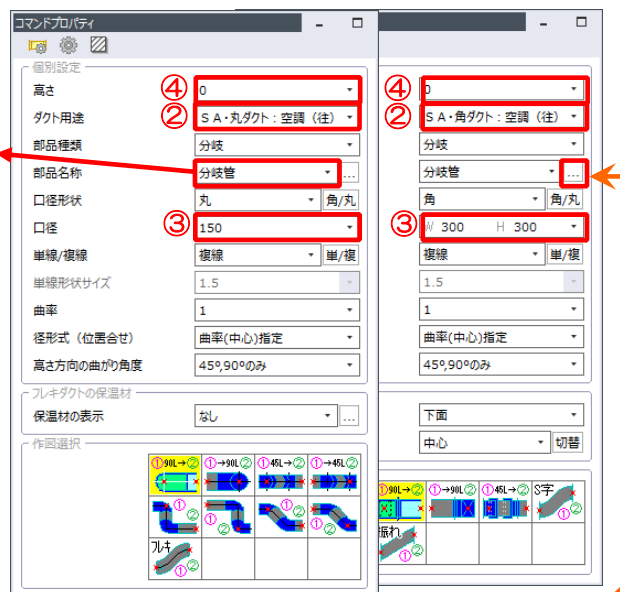 コマンドプロパティ
個別設定
高さ ④ 0
ダクト用途 ② SA・丸ダクト：空調（往）
部品種類 分岐
部品名称 分岐管 ...
口径形状 丸 角/丸
口径 ③ 150
単線/複線 複線 単/複
単線形状サイズ 1.5
曲率 1
径形式（位置合せ） 曲率(中心)指定
高さ方向の曲がり角度 45°,90°のみ
フレキダクトの保温材
保温材の表示 なし ...
作図選択
①90L→② ①→90L② ①45L→② ①→45L②
①② ①② ①② ①②
フレキ ①②
④ 0
② SA・角ダクト：空調（往）
分岐
分岐管 ...
角 角/丸
③ W 300 H 300
複線 単/複
1.5
1
曲率(中心)指定
45°,90°のみ
下面
中心 切替
①90L→② ①→90L② ①45L→② S字 ①②
振れ ①②